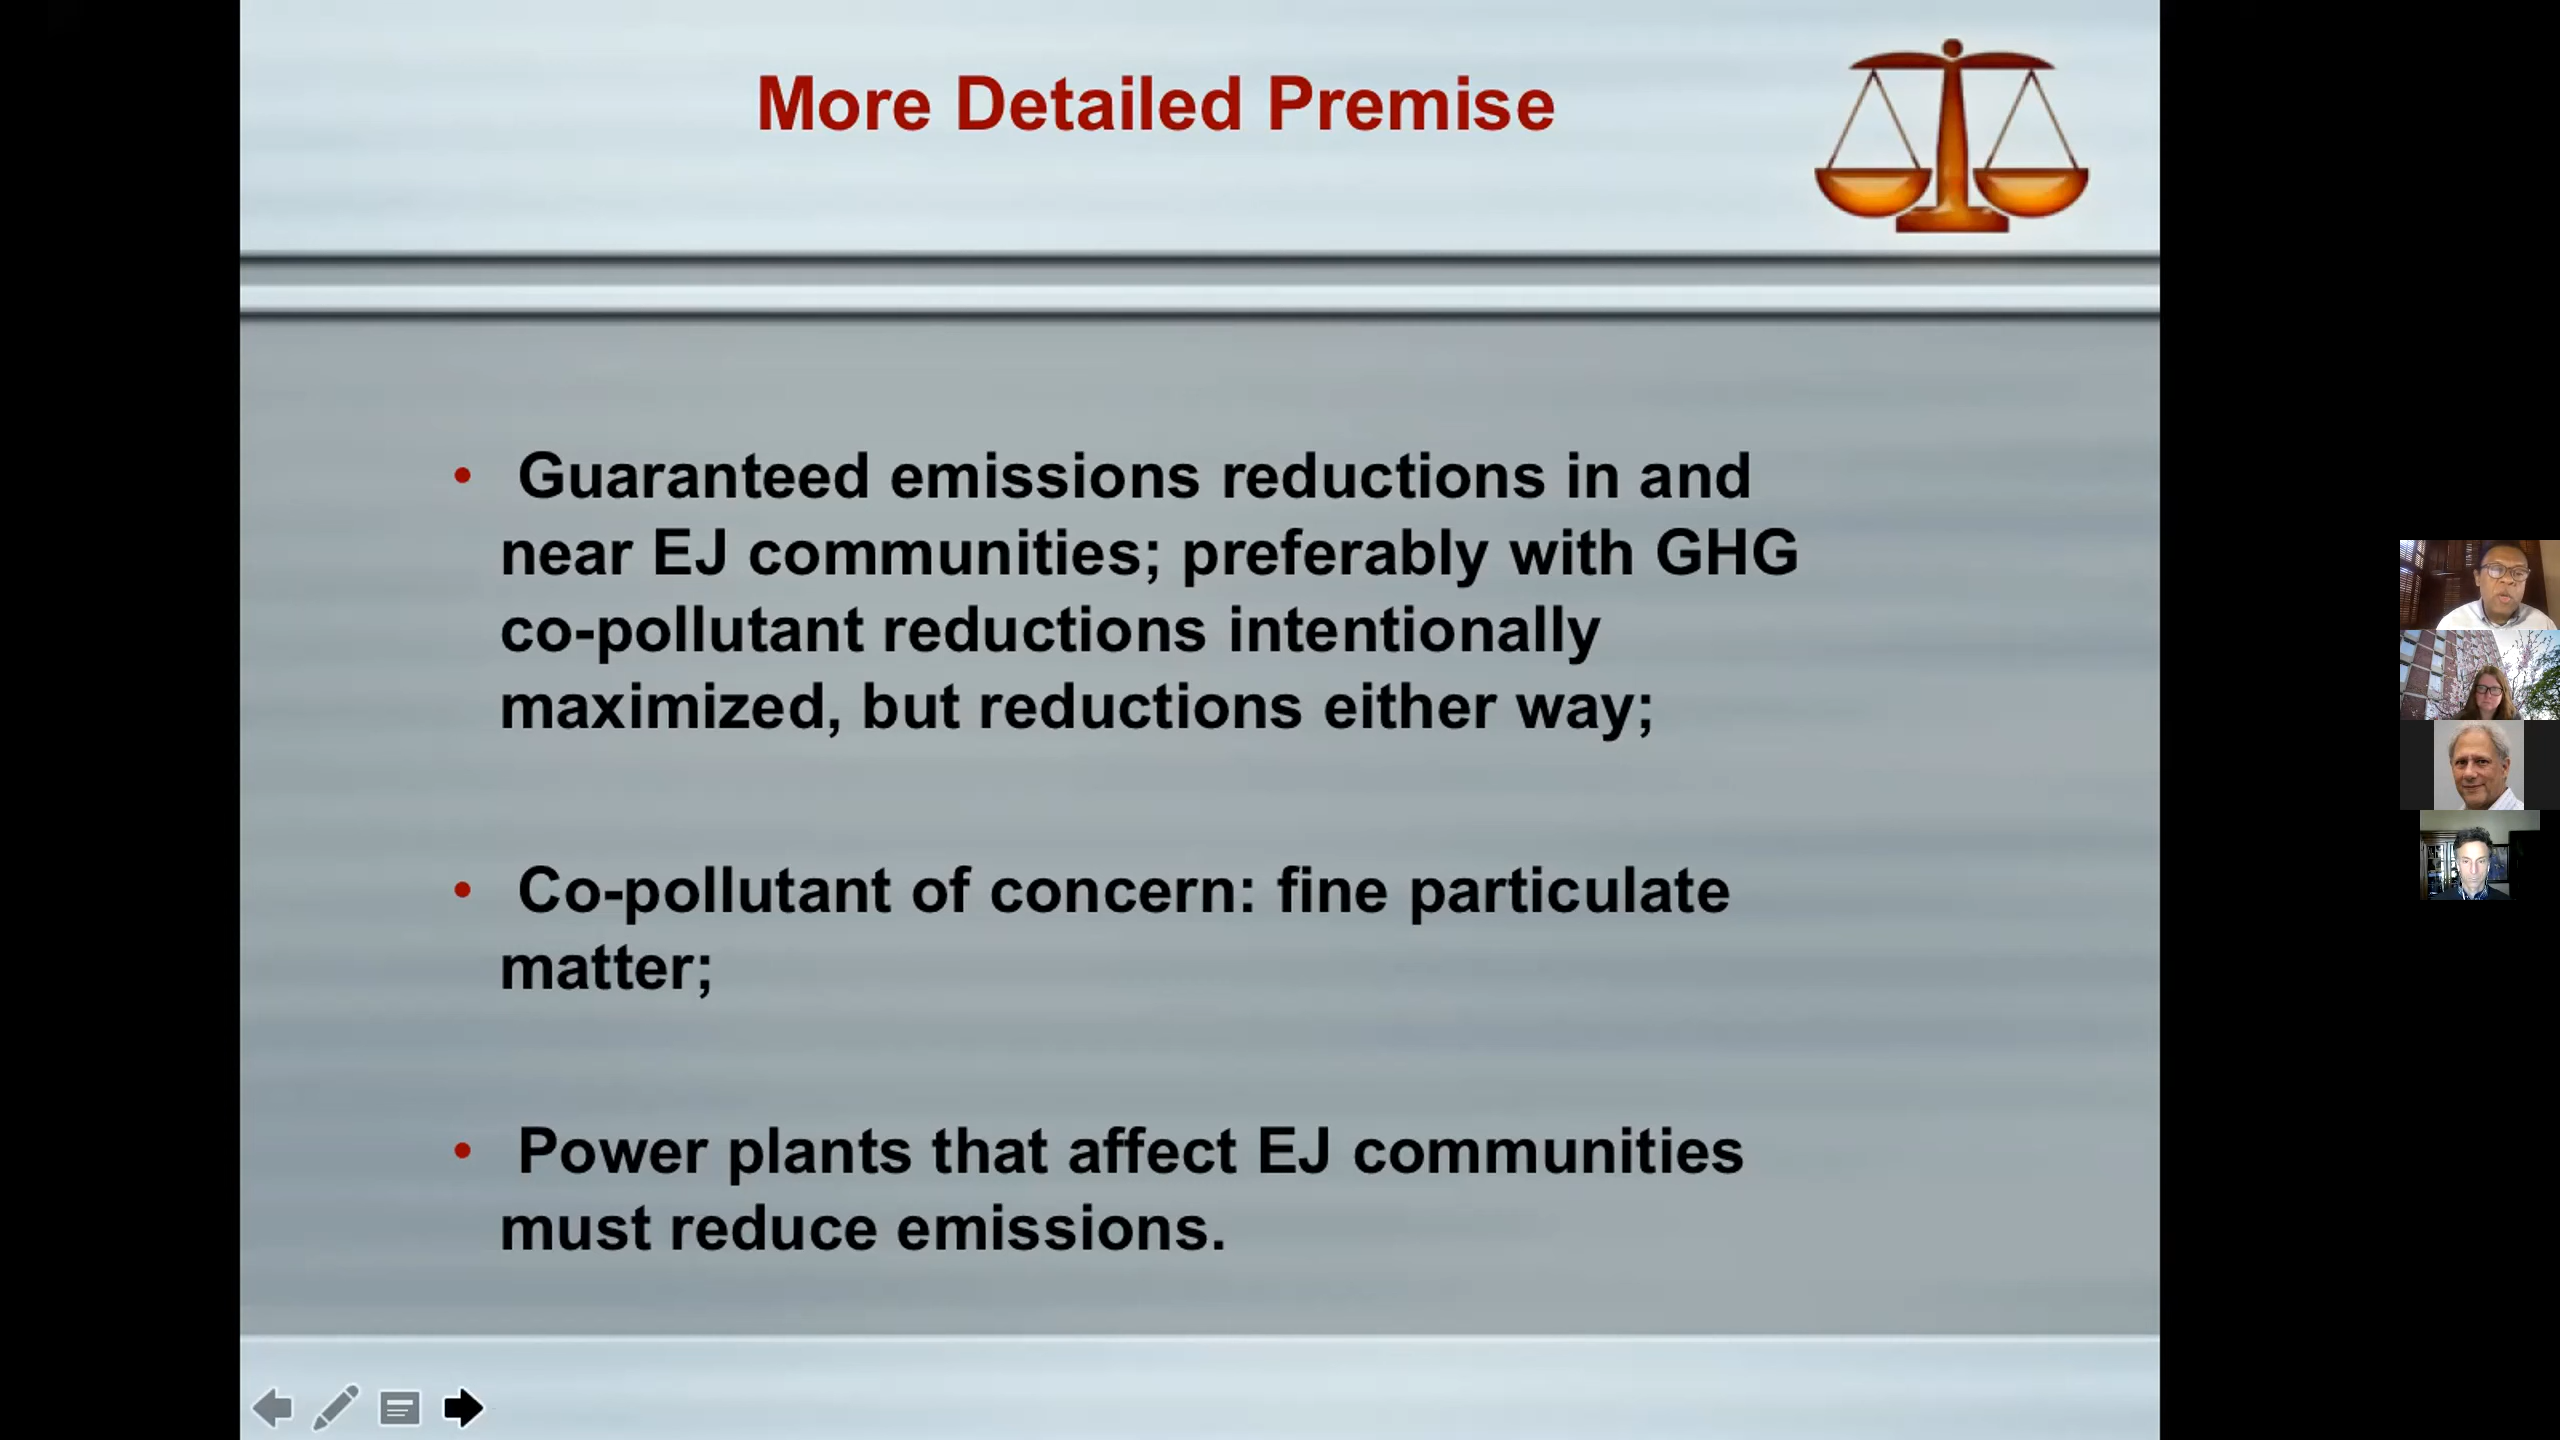 More Detailed Premise
• Guaranteed emissions reductions in and
near EJ communities; preferably with GHG
co-pollutant reductions intentionally
maximized, but reductions either way;
• Co-pollutant of concern: fine particulate
matter;
• Power plants that affect EJ communities
must reduce emissions.